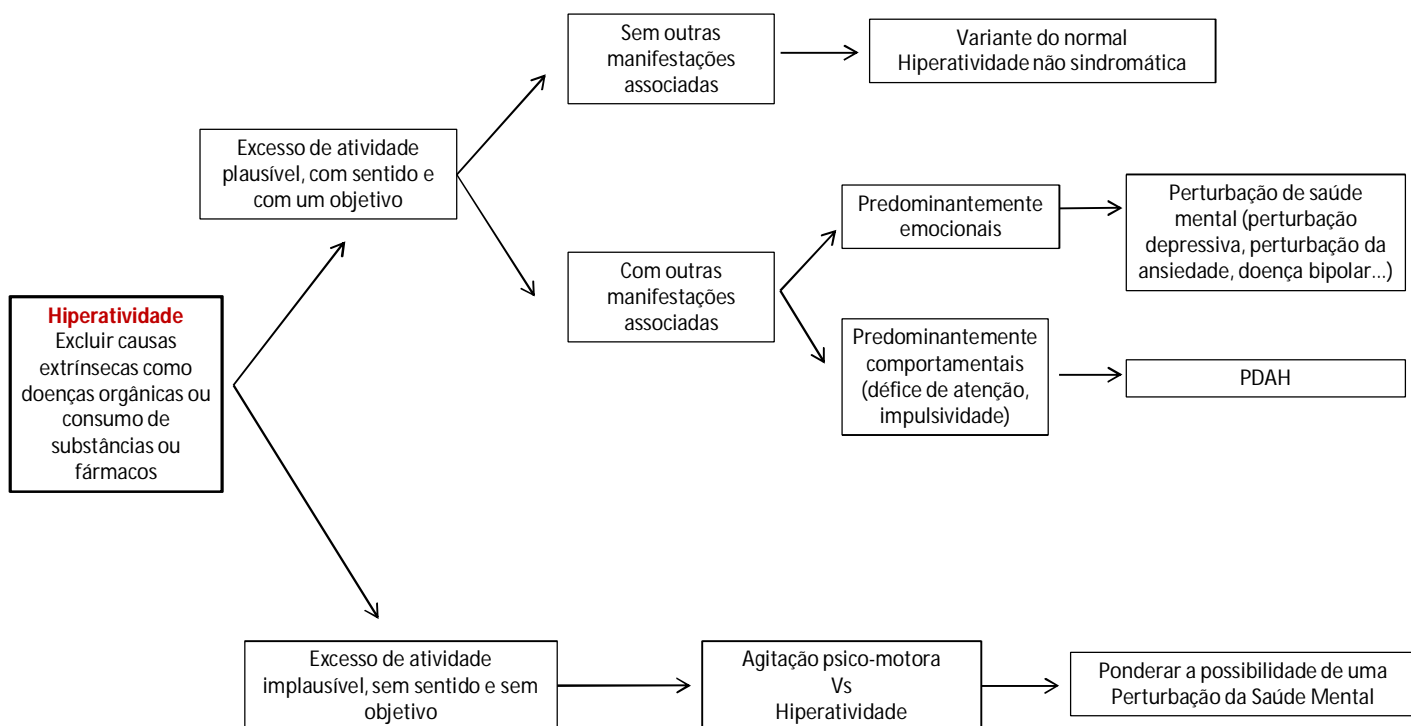 Sem outras
manifestações
associadas
Variante do normal
Hiperatividade não sindromática
Excesso de atividade
plausível, com sentido e
com um objetivo
Predominantemente
emocionais
Perturbação de saúde
mental (perturbação
depressiva, perturbação da
ansiedade, doença bipolar...)
Com outras
manifestações
associadas
Hiperatividade
Excluir causas
extrínsecas como
doenças orgânicas ou
consumo de
substâncias ou
fármacos
Predominantemente
comportamentais
(défice de atenção,
impulsividade)
PDAH
Excesso de atividade
implausível, sem sentido e sem
objetivo
Agitação psico-motora
Vs
Hiperatividade
Ponderar a possibilidade de uma
Perturbação da Saúde Mental